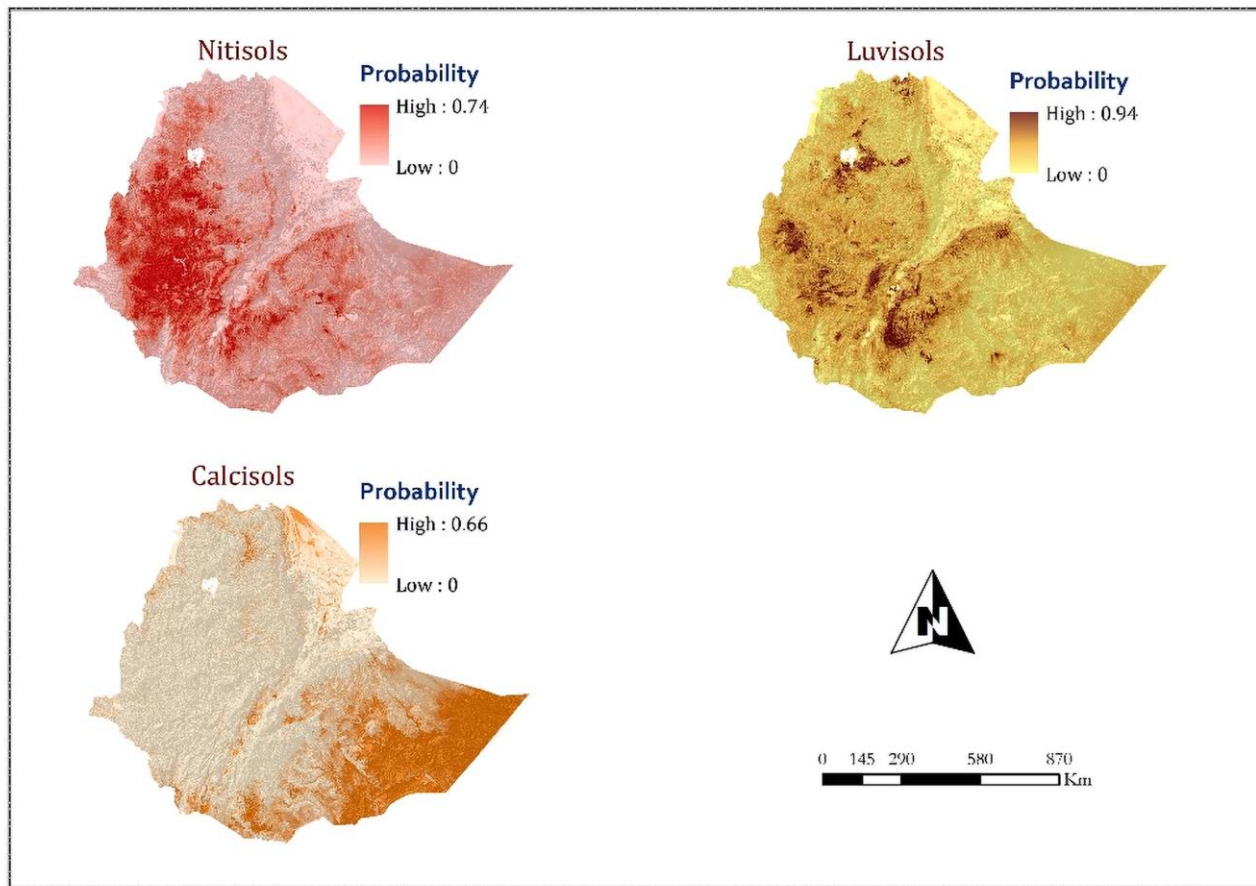 Nitisols
Probability
High : 0.74
Low : 0
Luvisols
Probability
High : 0.94
Low : 0
Calcisols
Probability
High : 0.66
Low : 0
N
0 145 290 580 870
Km